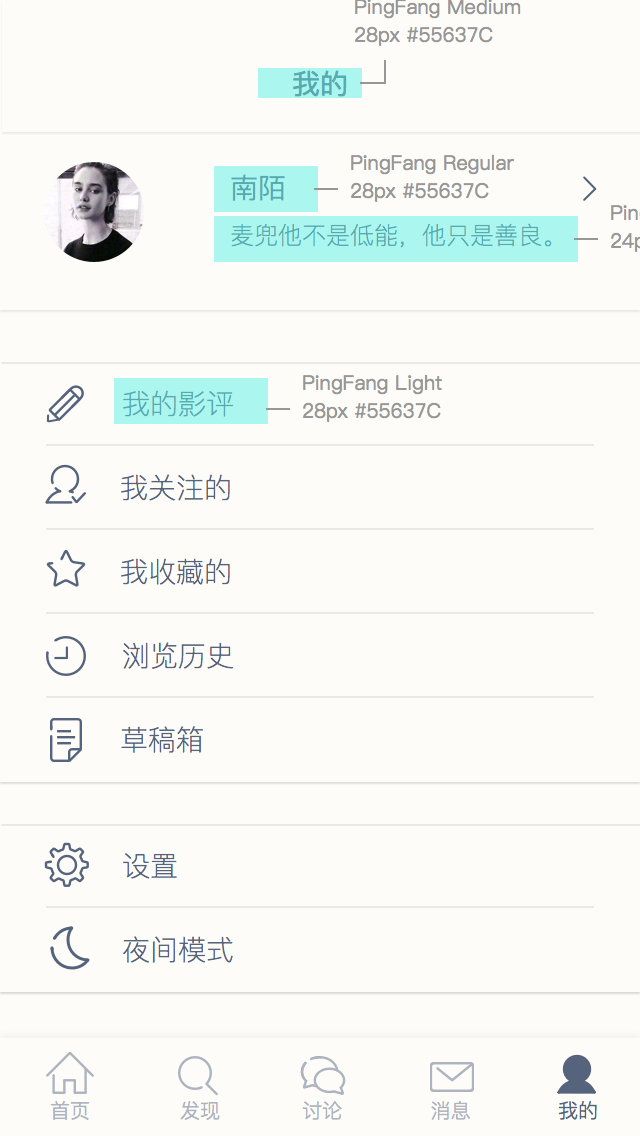 PingFang Medium
28px #55637C
我的
PingFang Regular
28px #55637C
南陌
麦兜他不是低能，他只是善良。
24p
PingFang Light
28px #55637C
我的影评
我关注的
我收藏的
浏览历史
草稿箱
设置
夜间模式
首页
发现
讨论
消息
我的